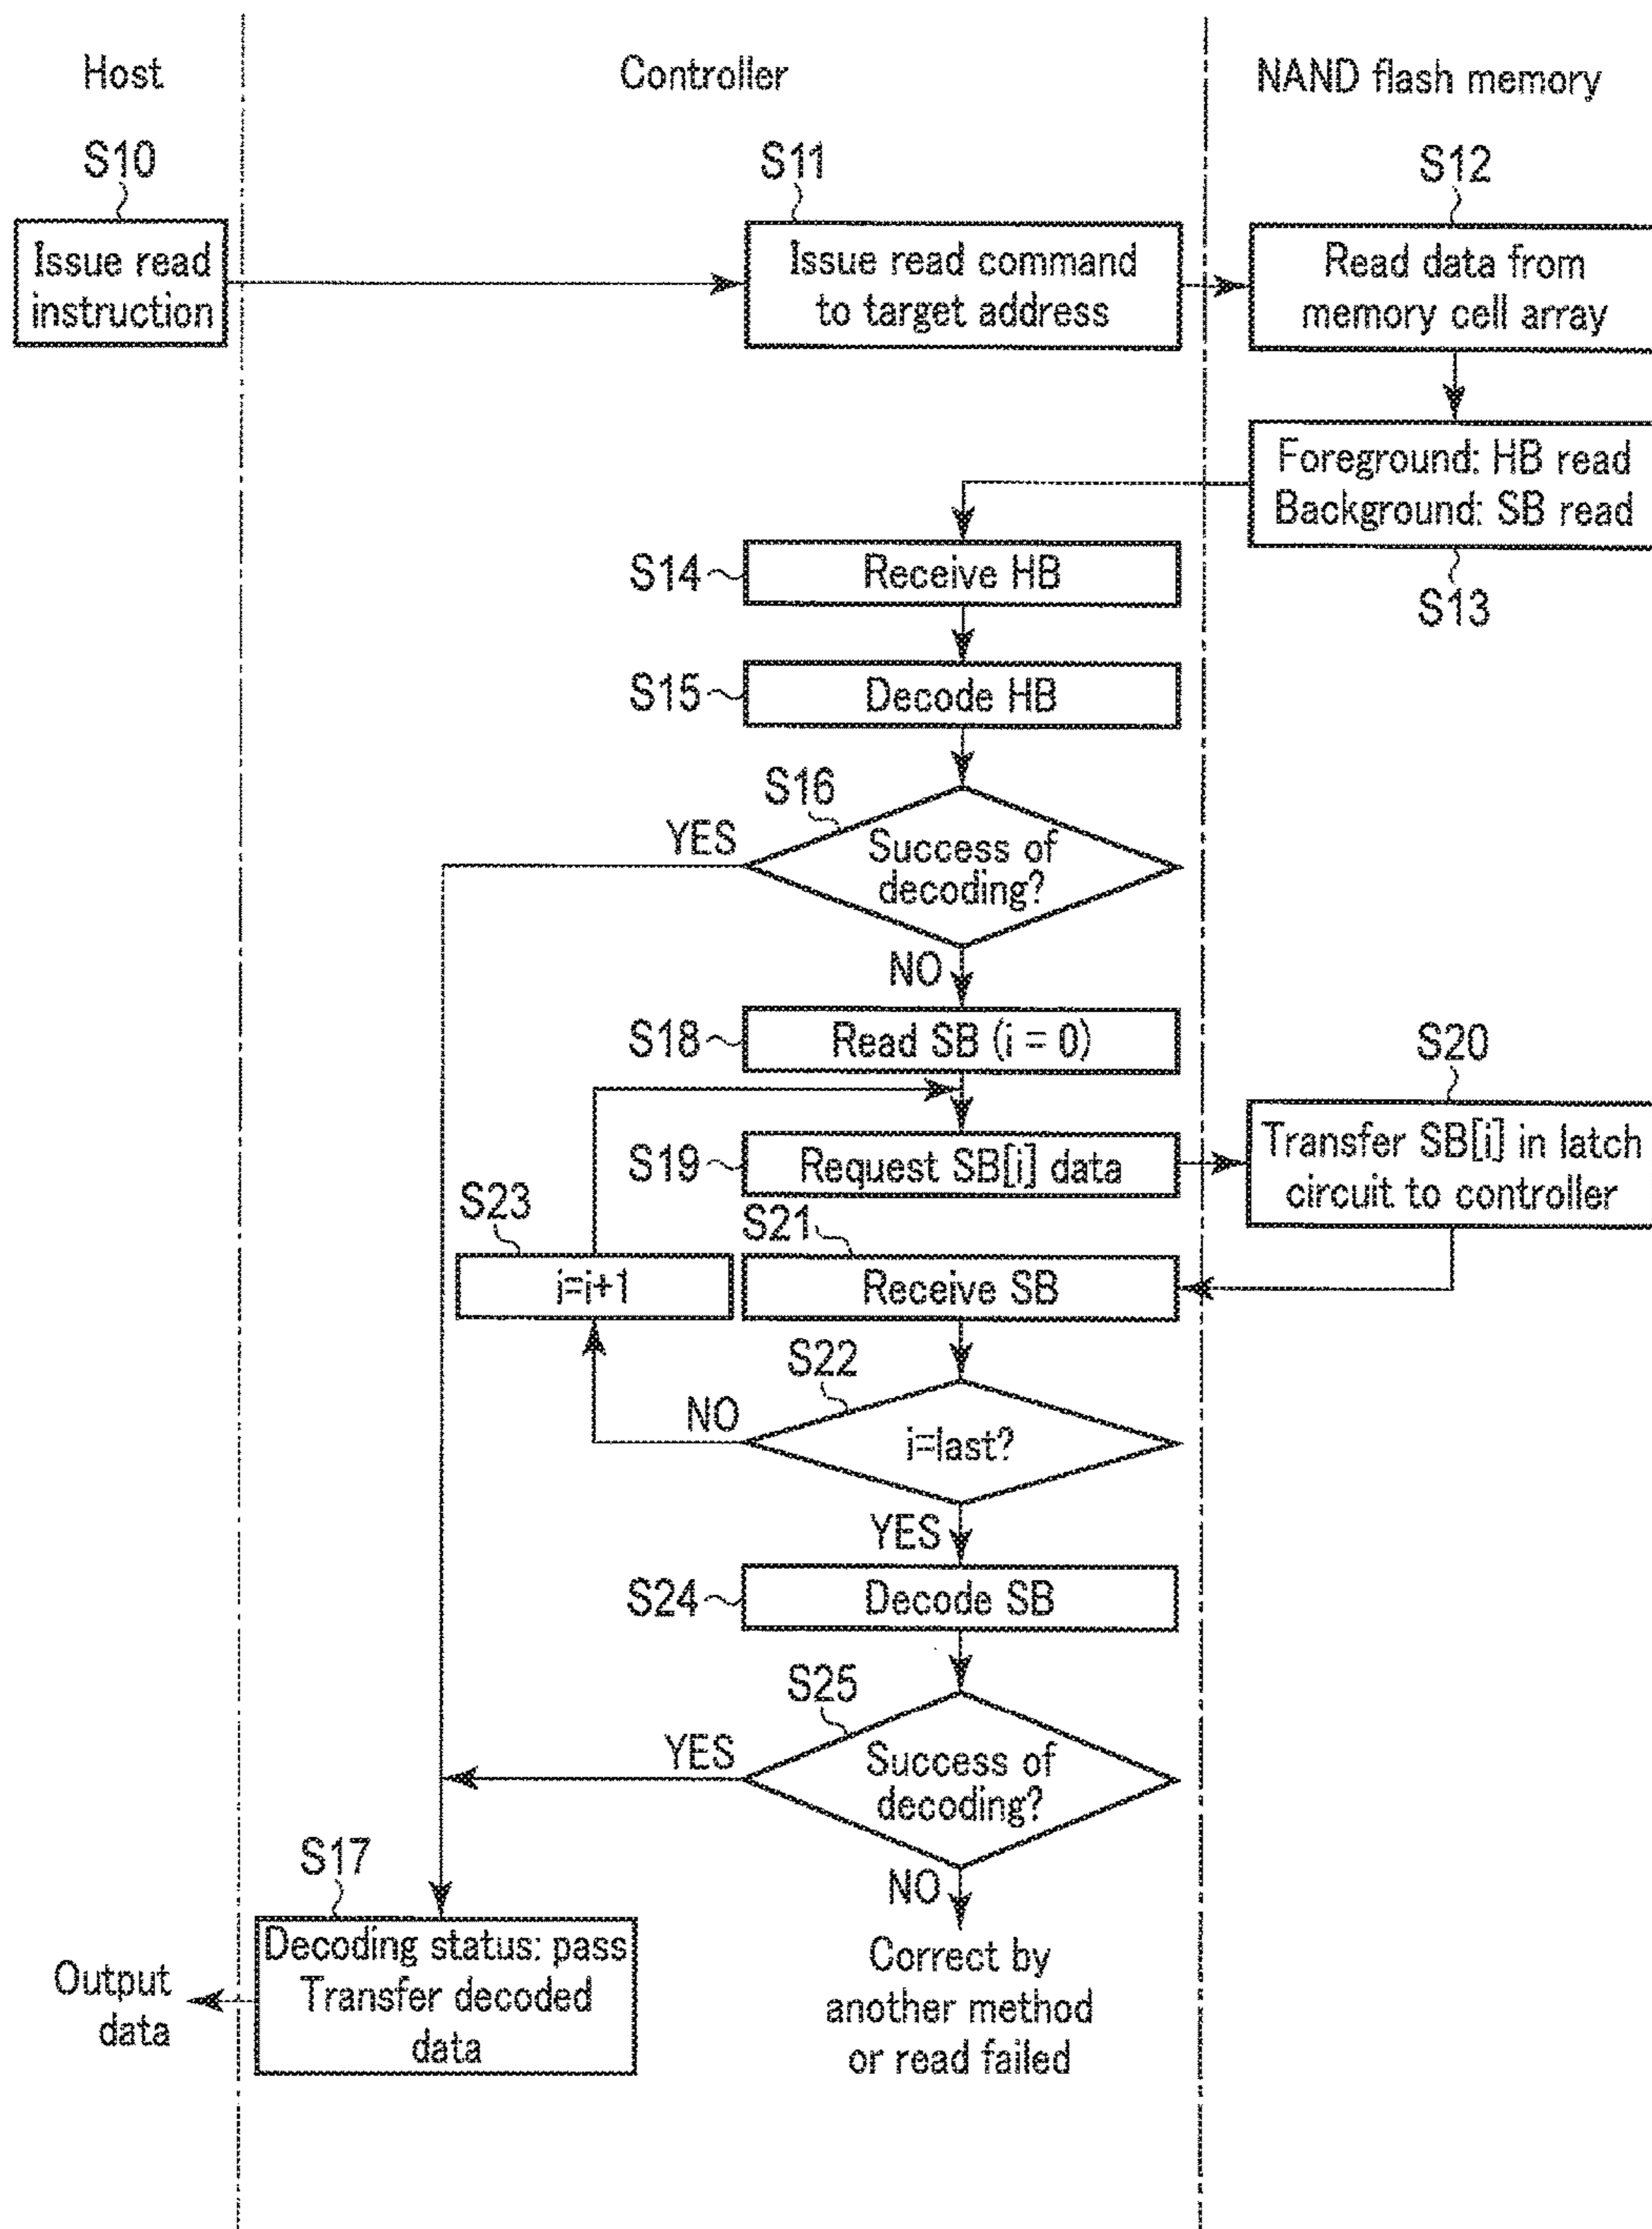 Host
Controller
NAND flash memory
S10
S11
S12
Issue read
instruction
Issue read command
to target address
Read data from
memory cell array
Foreground: HB read
Background: SB read
S13
S14
Receive HB
S15
Decode HB
S16
YES
Success of
decoding?
NO
S18
Read SB (i = 0)
S19
Request SB[i] data
S20
Transfer SB[i] in latch
circuit to controller
S23
i=i+1
S21
Receive SB
S22
NO
i=last?
YES
S24
Decode SB
S25
YES
Success of
decoding?
NO
Correct by
another method
or read failed
S17
Decoding status: pass
Transfer decoded
data
Output
data